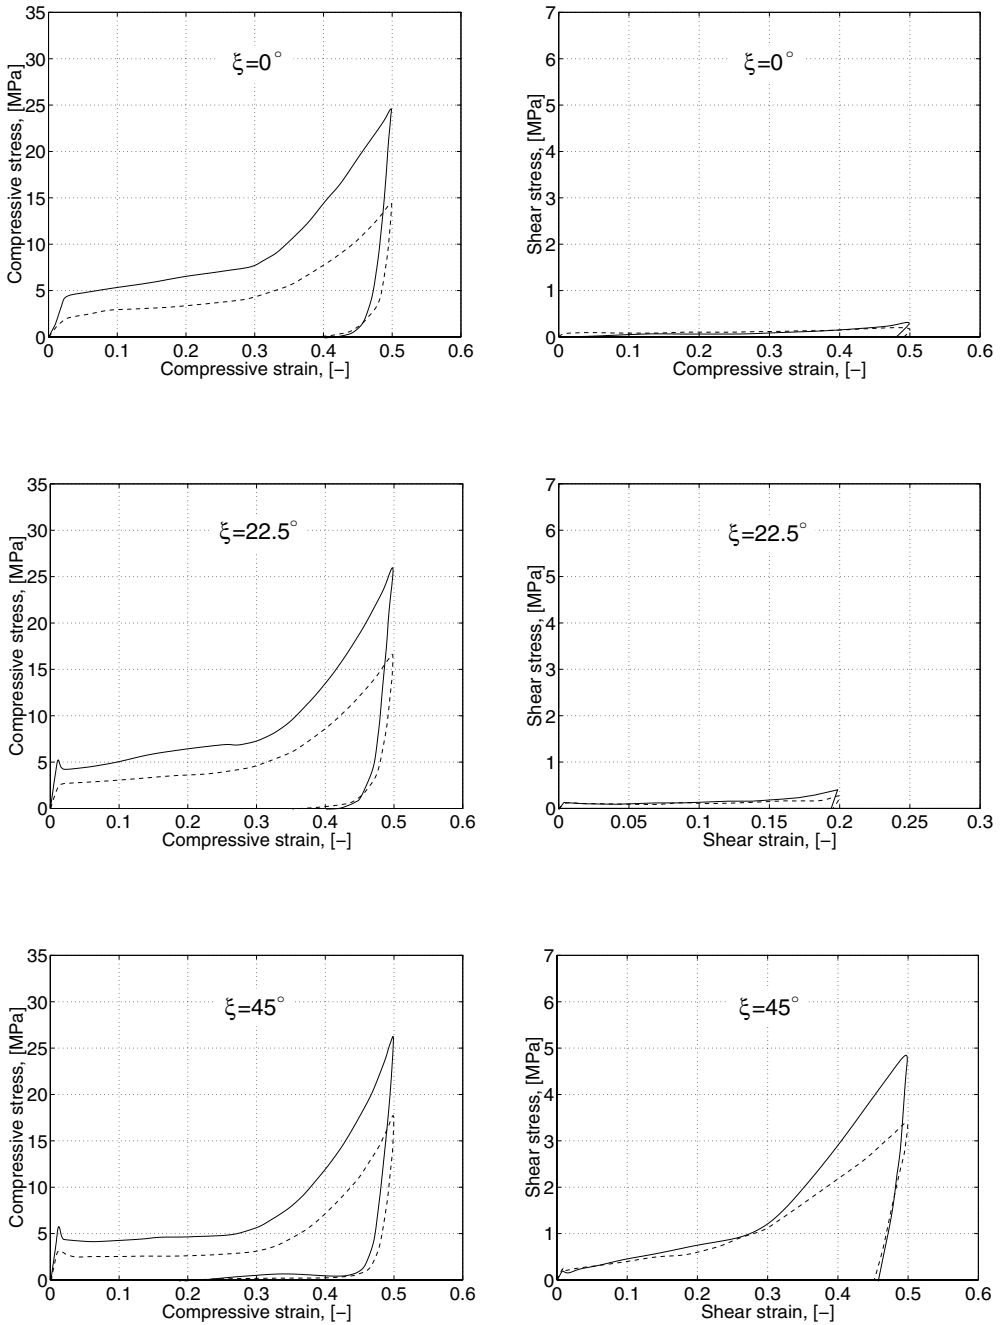 35
30
25
20
15
10
5
0
Compressive stress, [MPa]
ξ=0°
0 0.1 0.2 0.3 0.4 0.5 0.6
Compressive strain, [−]
7
6
5
4
3
2
1
0
Shear stress, [MPa]
ξ=0°
0 0.1 0.2 0.3 0.4 0.5 0.6
Compressive strain, [−]
35
30
25
20
15
10
5
0
Compressive stress, [MPa]
ξ=22.5°
0 0.1 0.2 0.3 0.4 0.5 0.6
Compressive strain, [−]
7
6
5
4
3
2
1
0
Shear stress, [MPa]
ξ=22.5°
0 0.05 0.1 0.15 0.2 0.25 0.3
Shear strain, [−]
35
30
25
20
15
10
5
0
Compressive stress, [MPa]
ξ=45°
0 0.1 0.2 0.3 0.4 0.5 0.6
Compressive strain, [−]
7
6
5
4
3
2
1
0
Shear stress, [MPa]
ξ=45°
0 0.1 0.2 0.3 0.4 0.5 0.6
Shear strain, [−]